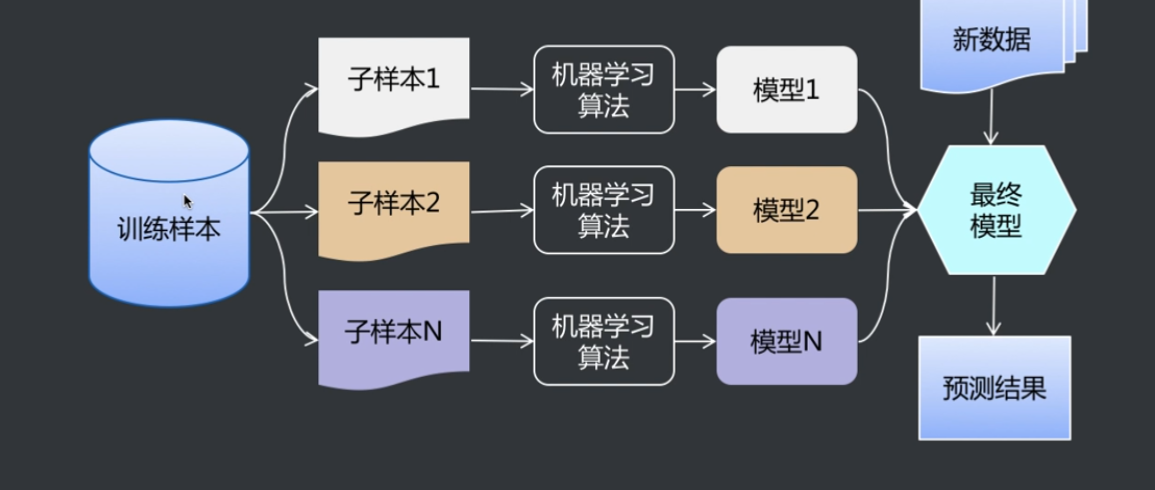 新数据
子样本1
机器学习
算法
模型1
训练样本
子样本2
机器学习
算法
模型2
最终
模型
子样本N
机器学习
算法
模型N
预测结果